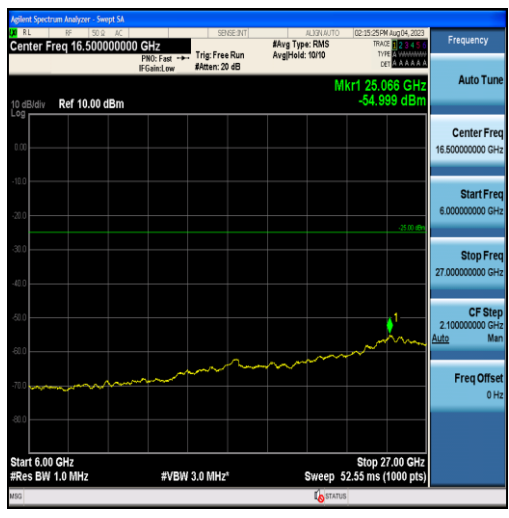 Agilent Spectrum Analyzer - Swept SA
RL RF 50 Ω AC SENSE:INT ALIGN AUTO 02:15:25 PM Aug 04, 2023
Center Freq 16.500000000 GHz
PNO: Fast
IFGain:Low
Trig: Free Run
#Atten: 20 dB
#Avg Type: RMS
Avg|Hold: 10/10
TRACE 1 2 3 4 5 6
TYPE
DET A A A A A A
Frequency
Mkr1 25.066 GHz
-54.999 dBm
10 dB/div Ref 10.00 dBm
Log
0.00
-10.0
-20.0
-25.00 dBm
-30.0
-40.0
-50.0
1
-60.0
-70.0
-80.0
Start 6.00 GHz Stop 27.00 GHz
#Res BW 1.0 MHz #VBW 3.0 MHz* Sweep 52.55 ms (1000 pts)
Auto Tune
Center Freq
16.500000000 GHz
Start Freq
6.000000000 GHz
Stop Freq
27.000000000 GHz
CF Step
2.100000000 GHz
Auto Man
Freq Offset
0 Hz
MSG STATUS